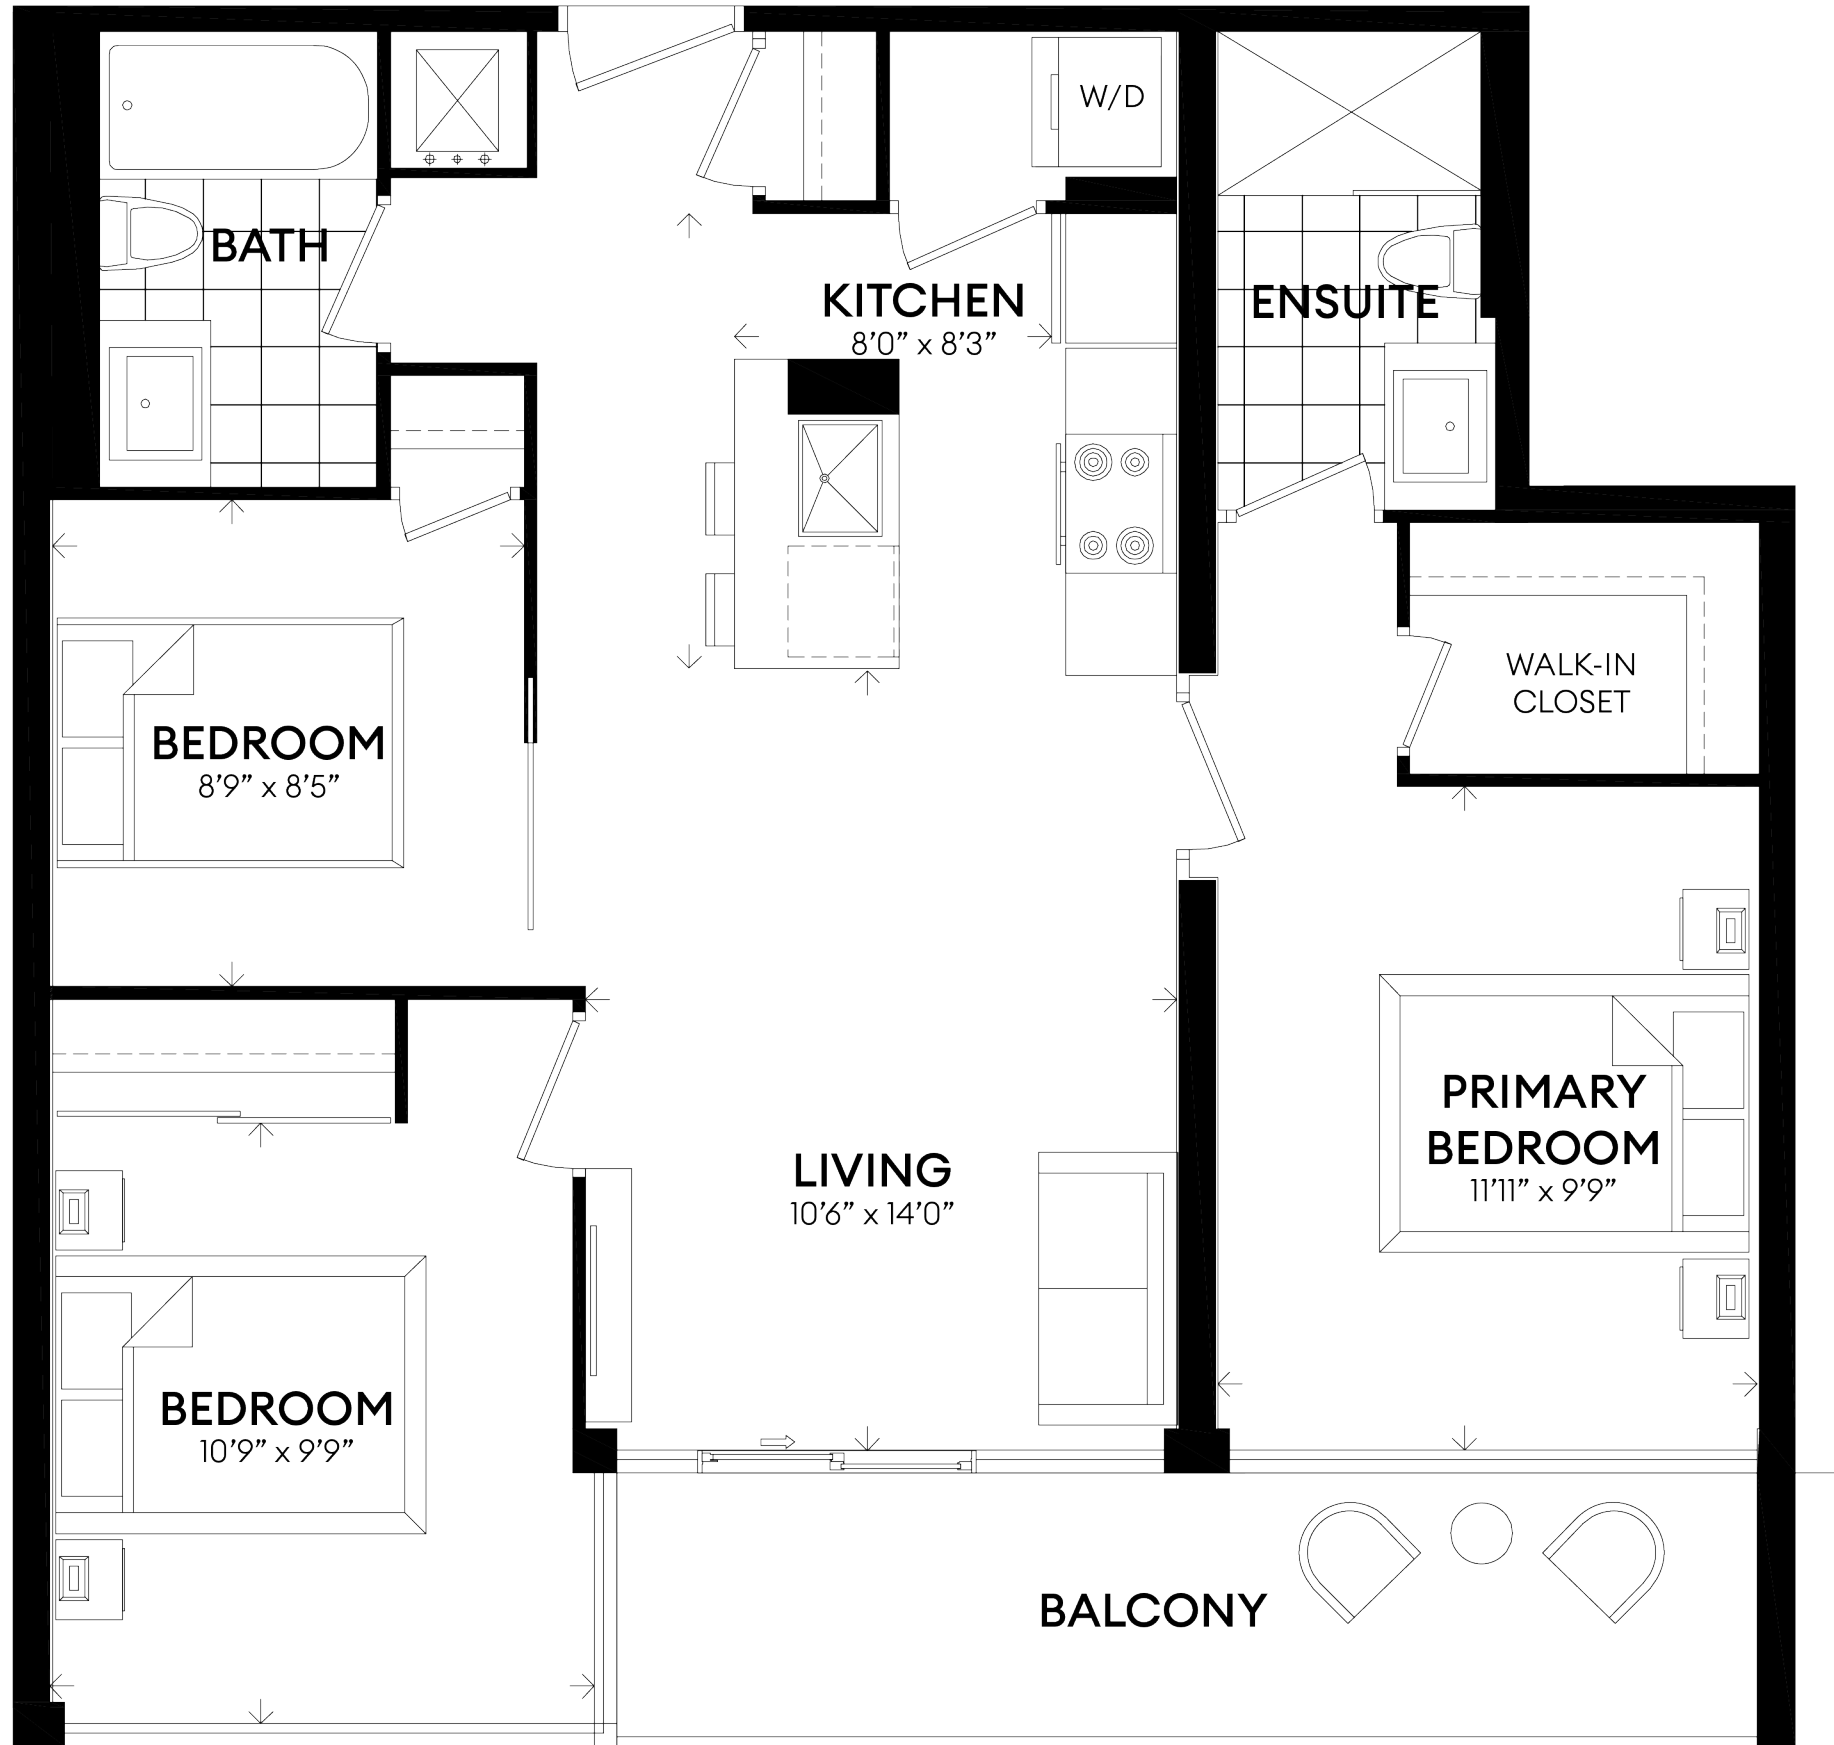 W/D
BATH
KITCHEN
8’0” x 8’3”
ENSUITE
WALK-IN
CLOSET
BEDROOM
8’9” x 8’5”
PRIMARY
BEDROOM
11’11” x 9’9”
LIVING
10’6” x 14’0”
BEDROOM
10’9” x 9’9”
BALCONY